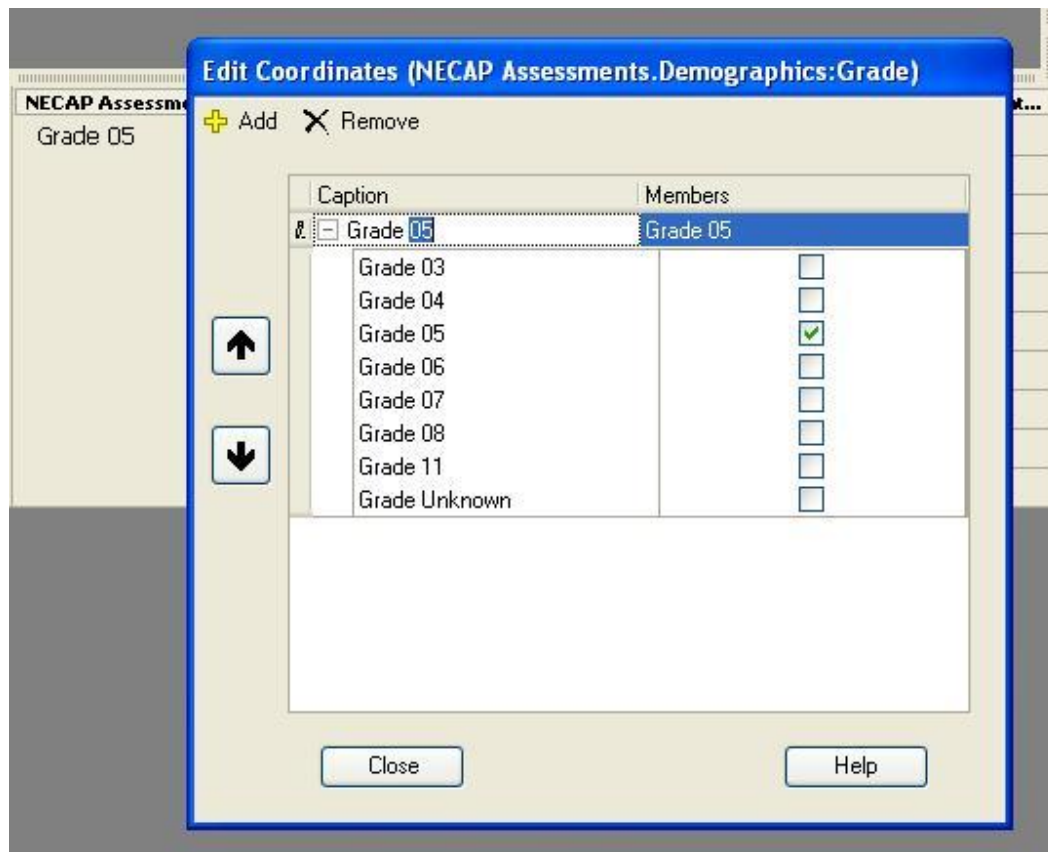 Edit Coordinates (NECAP Assessments.Demographics:Grade)
NECAP Assessme
Grade 05
Add Remove
Caption Members
Grade 05 Grade 05
Grade 03
Grade 04
Grade 05
Grade 06
Grade 07
Grade 08
Grade 11
Grade Unknown
Close Help